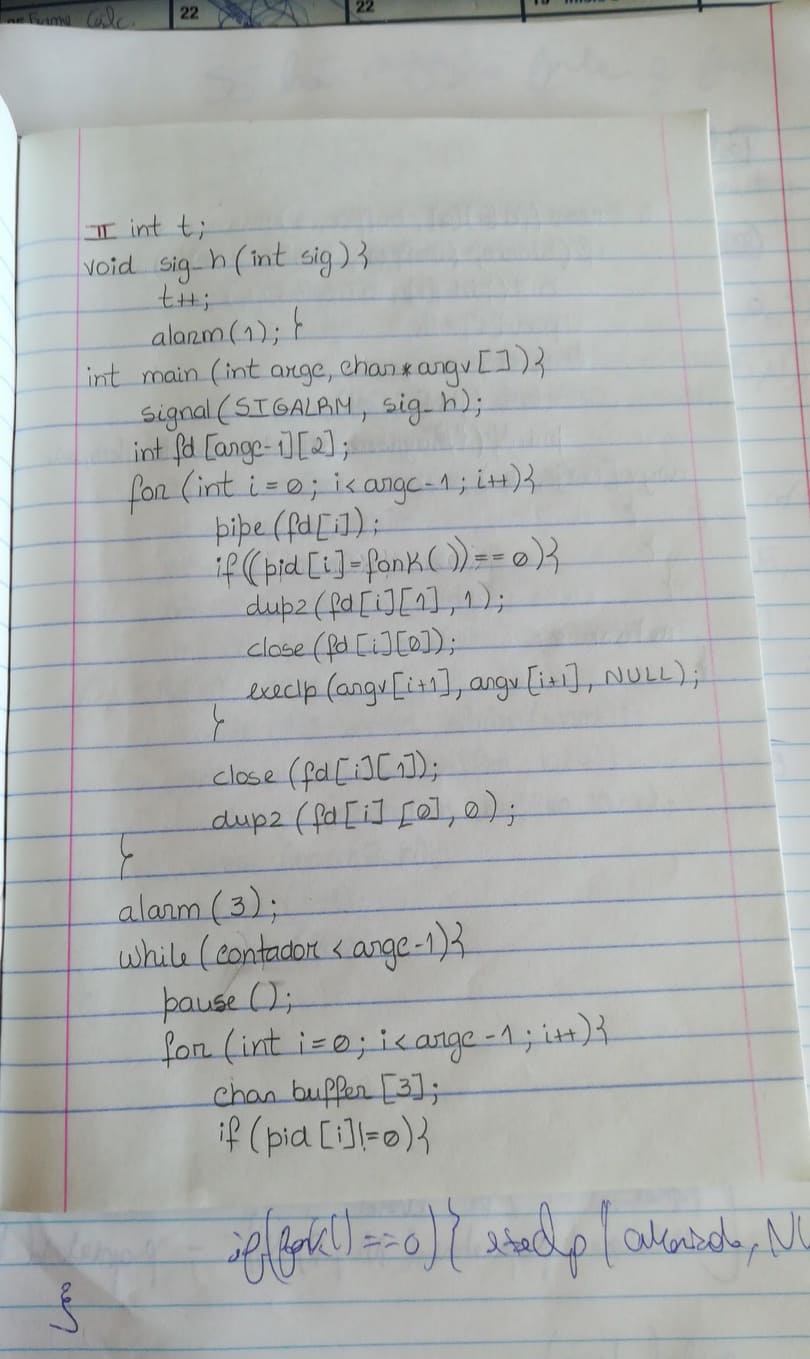 Calc.
22
22
II int t;
void sig_h (int sig) {
t++;
alarm(1); }
int main (int argc, char * argv []) {
signal (SIGALRM, sig_h);
int fd [argc-1][2];
for (int i = 0; i < argc-1; i++) {
pipe (fd[i]);
if ((pid [i] = fork ()) == 0) {
dup2 (fd[i][1], 1);
close (fd [i][0]);
execlp (argv[i+1], argv [i+1], NULL);
}
close (fd[i][1]);
dup2 (fd[i] [0], 0);
}
alarm (3);
while (contador < argc-1) {
pause ();
for (int i=0; i < argc-1; i++) {
char buffer [3];
if (pid [i] != 0) {
if (fork() == 0) {
}